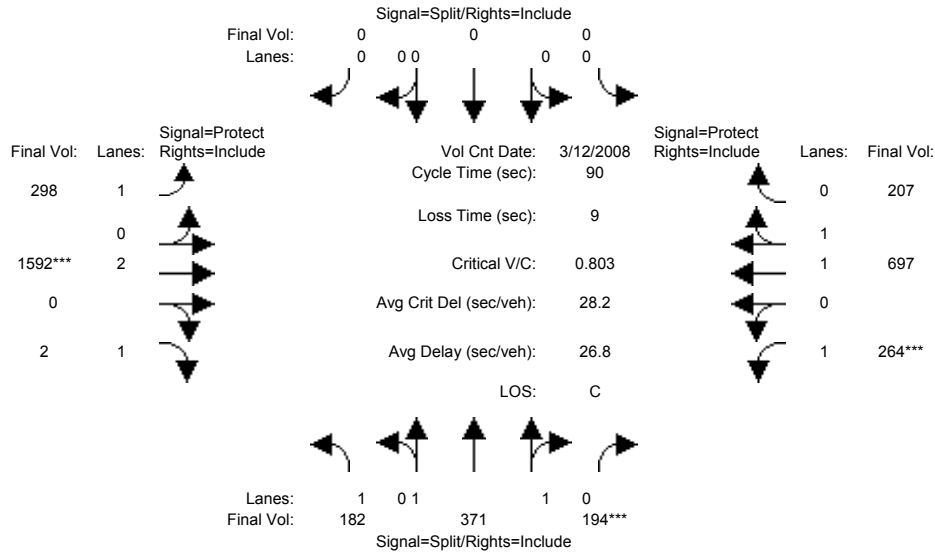 Signal=Split/Rights=Include
Final Vol: 0 0 0
Lanes: 0 0 0 0 0
Signal=Protect Signal=Protect
Final Vol: Lanes: Rights=Include Vol Cnt Date: 3/12/2008 Rights=Include Lanes: Final Vol:
Cycle Time (sec): 90
298 1 0 207
Loss Time (sec): 9
0 1
1592*** 2 Critical V/C: 0.803 1 697
0 0 Avg Crit Del (sec/veh): 28.2 0
2 1 Avg Delay (sec/veh): 26.8 1 264***
LOS: C
Lanes: 1 0 1 1 0
Final Vol: 182 371 194***
Signal=Split/Rights=Include